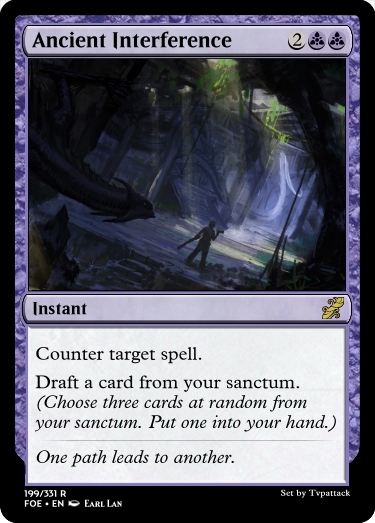 Ancient Interference 2
Instant
Counter target spell.
Draft a card from your sanctum.
(Choose three cards at random from
your sanctum. Put one into your hand.)
One path leads to another.
199/331 R Set by Tvpattack
FOE • EN Earl Lan